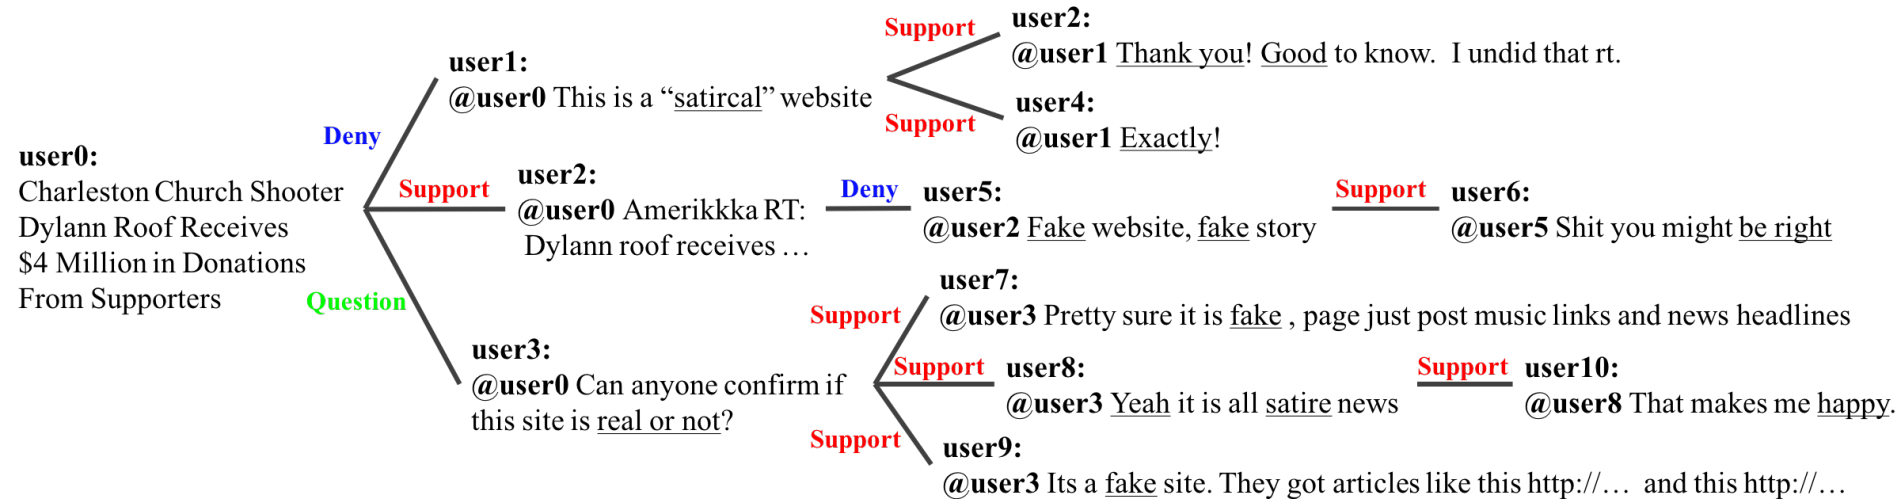 user0:
Charleston Church Shooter
Dylann Roof Receives
$4 Million in Donations
From Supporters
Deny
user1:
@user0 This is a “satircal” website
Support
user2:
@user1 Thank you! Good to know. I undid that rt.
Support
user4:
@user1 Exactly!
Support
user2:
@user0 Amerikkka RT:
Dylann roof receives …
Deny
user5:
@user2 Fake website, fake story
Support
user6:
@user5 Shit you might be right
Question
user3:
@user0 Can anyone confirm if
this site is real or not?
Support
user7:
@user3 Pretty sure it is fake , page just post music links and news headlines
Support
user8:
@user3 Yeah it is all satire news
Support
user10:
@user8 That makes me happy.
Support
user9:
@user3 Its a fake site. They got articles like this http://… and this http://…